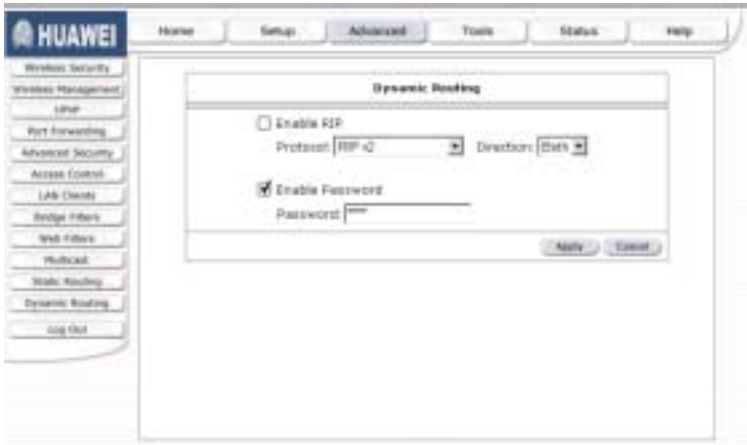 HUAWEI
Home Setup Advanced Tools Status Help
Wireless Security
Wireless Management
UPnP
Port Forwarding
Advanced Security
Access Control
LAN Clients
Bridge Filters
Web Filters
Multicast
Static Routing
Dynamic Routing
Log Out
Dynamic Routing
Enable RIP
Protocol: RIP v2 Direction: Both
Enable Password
Password: ****
Apply Cancel